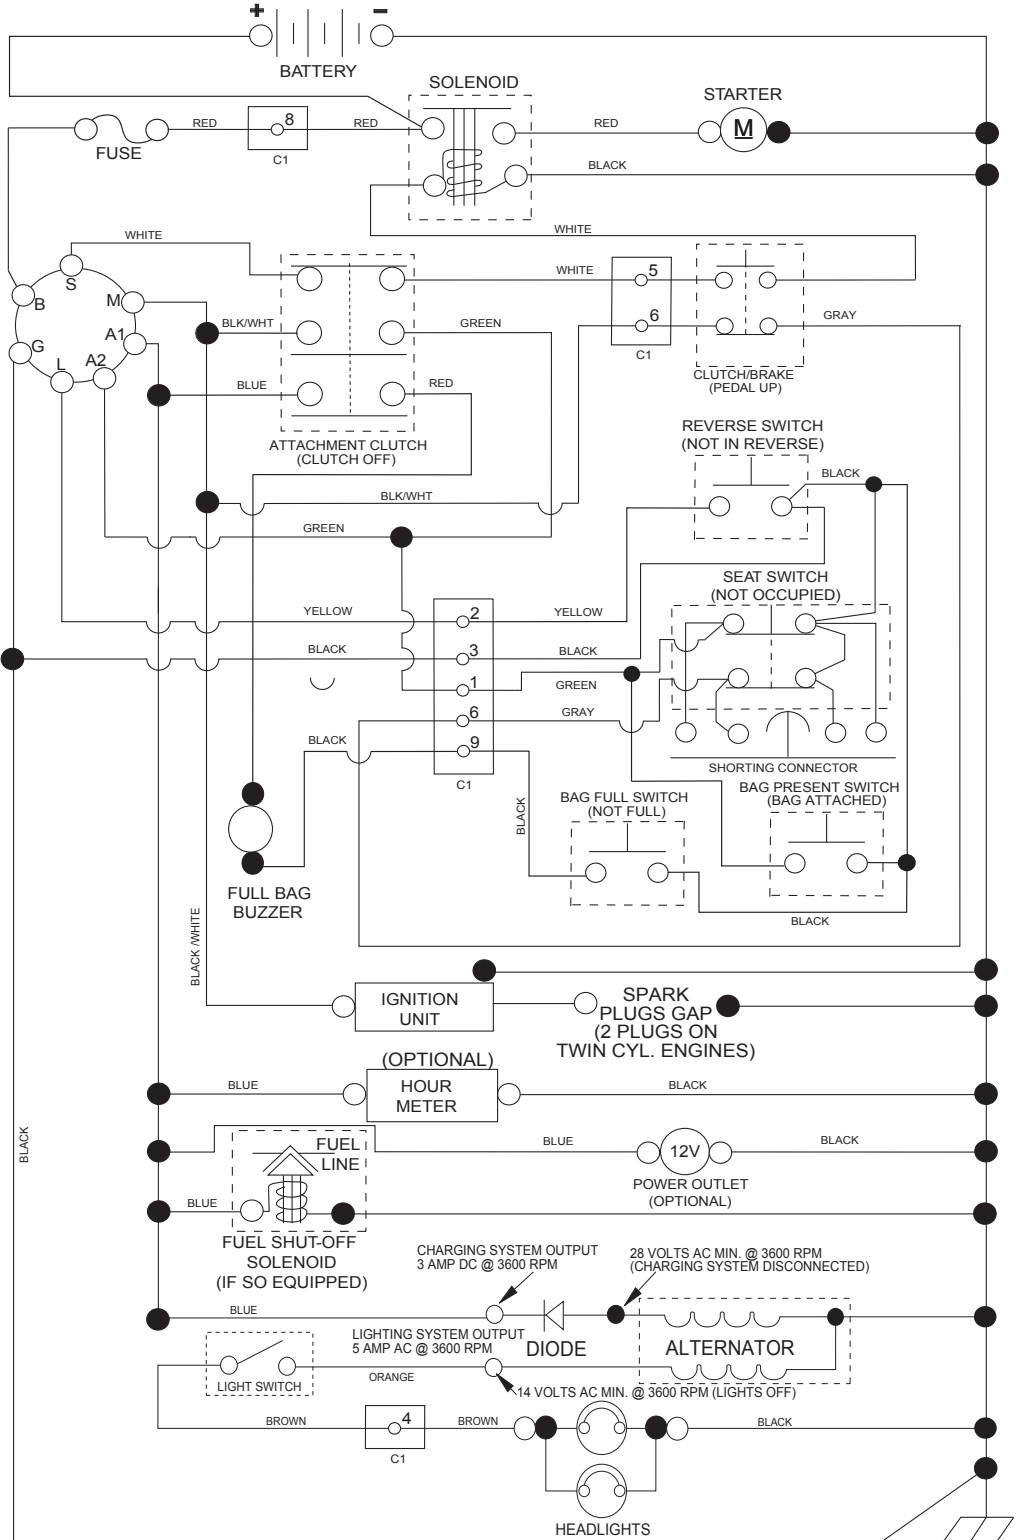 + -
BATTERY
SOLENOID
STARTER
RED
8
RED
RED
M
FUSE
C1
BLACK
WHITE
WHITE
S
WHITE
5
B
M
BLK/WHT
GREEN
6
GRAY
A1
C1
G
L
A2
BLUE
RED
CLUTCH/BRAKE
(PEDAL UP)
ATTACHMENT CLUTCH
(CLUTCH OFF)
REVERSE SWITCH
(NOT IN REVERSE)
BLACK
BLK/WHT
GREEN
SEAT SWITCH
(NOT OCCUPIED)
YELLOW
2
YELLOW
BLACK
3
BLACK
1
GREEN
6
GRAY
BLACK
9
C1
SHORTING CONNECTOR
BLACK
BAG FULL SWITCH
(NOT FULL)
BAG PRESENT SWITCH
(BAG ATTACHED)
FULL BAG
BUZZER
BLACK
BLACK /WHITE
IGNITION
UNIT
SPARK
PLUGS GAP
(2 PLUGS ON
TWIN CYL. ENGINES)
(OPTIONAL)
BLUE
HOUR
METER
BLACK
BLACK
FUEL
LINE
BLUE
12V
BLACK
POWER OUTLET
(OPTIONAL)
BLUE
FUEL SHUT-OFF
SOLENOID
(IF SO EQUIPPED)
CHARGING SYSTEM OUTPUT
3 AMP DC @ 3600 RPM
28 VOLTS AC MIN. @ 3600 RPM
(CHARGING SYSTEM DISCONNECTED)
BLUE
LIGHTING SYSTEM OUTPUT
5 AMP AC @ 3600 RPM
DIODE
ALTERNATOR
LIGHT SWITCH
ORANGE
14 VOLTS AC MIN. @ 3600 RPM (LIGHTS OFF)
BROWN
4
BROWN
BLACK
C1
HEADLIGHTS